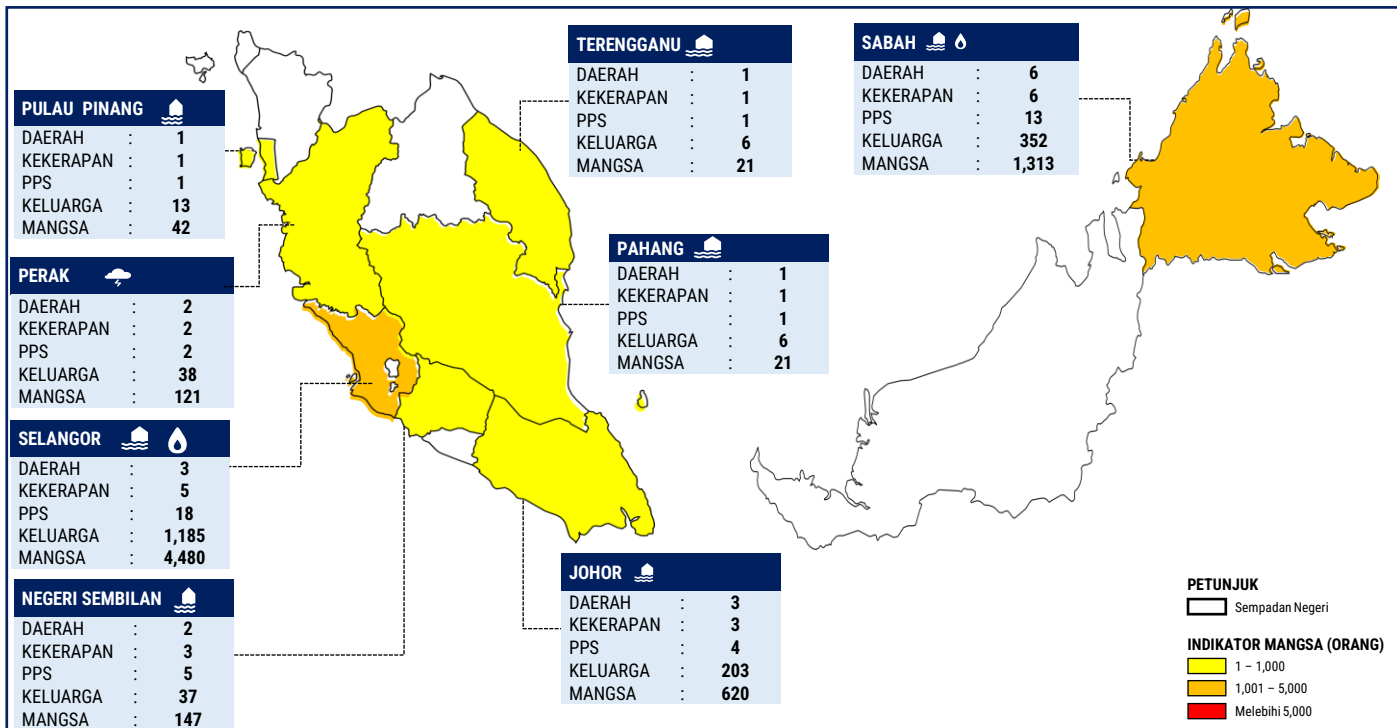 PULAU PINANG
DAERAH : 1
KEKERAPAN : 1
PPS : 1
KELUARGA : 13
MANGSA : 42
PERAK
DAERAH : 2
KEKERAPAN : 2
PPS : 2
KELUARGA : 38
MANGSA : 121
SELANGOR
DAERAH : 3
KEKERAPAN : 5
PPS : 18
KELUARGA : 1,185
MANGSA : 4,480
NEGERI SEMBILAN
DAERAH : 2
KEKERAPAN : 3
PPS : 5
KELUARGA : 37
MANGSA : 147
TERENGGANU
DAERAH : 1
KEKERAPAN : 1
PPS : 1
KELUARGA : 6
MANGSA : 21
PAHANG
DAERAH : 1
KEKERAPAN : 1
PPS : 1
KELUARGA : 6
MANGSA : 21
JOHOR
DAERAH : 3
KEKERAPAN : 3
PPS : 4
KELUARGA : 203
MANGSA : 620
SABAH
DAERAH : 6
KEKERAPAN : 6
PPS : 13
KELUARGA : 352
MANGSA : 1,313
PETUNJUK
Sempadan Negeri
INDIKATOR MANGSA (ORANG)
1 – 1,000
1,001 – 5,000
Melebihi 5,000